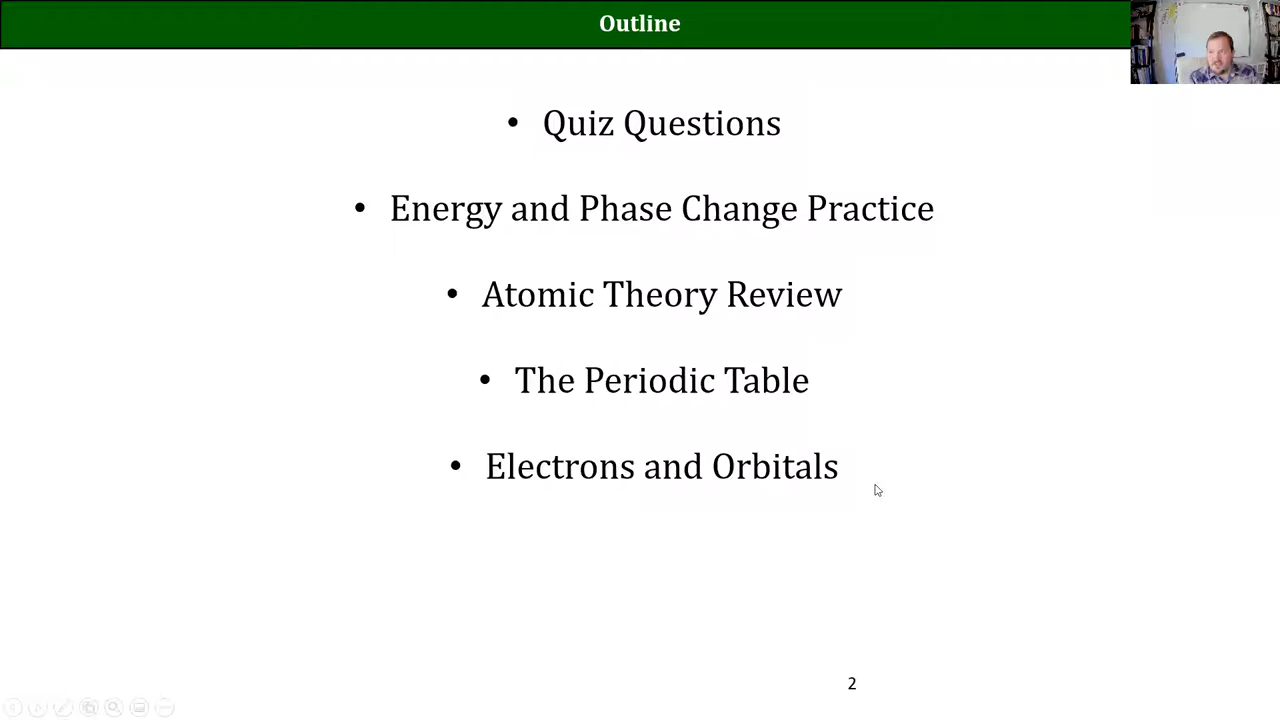 Outline
• Quiz Questions
• Energy and Phase Change Practice
• Atomic Theory Review
• The Periodic Table
• Electrons and Orbitals
2